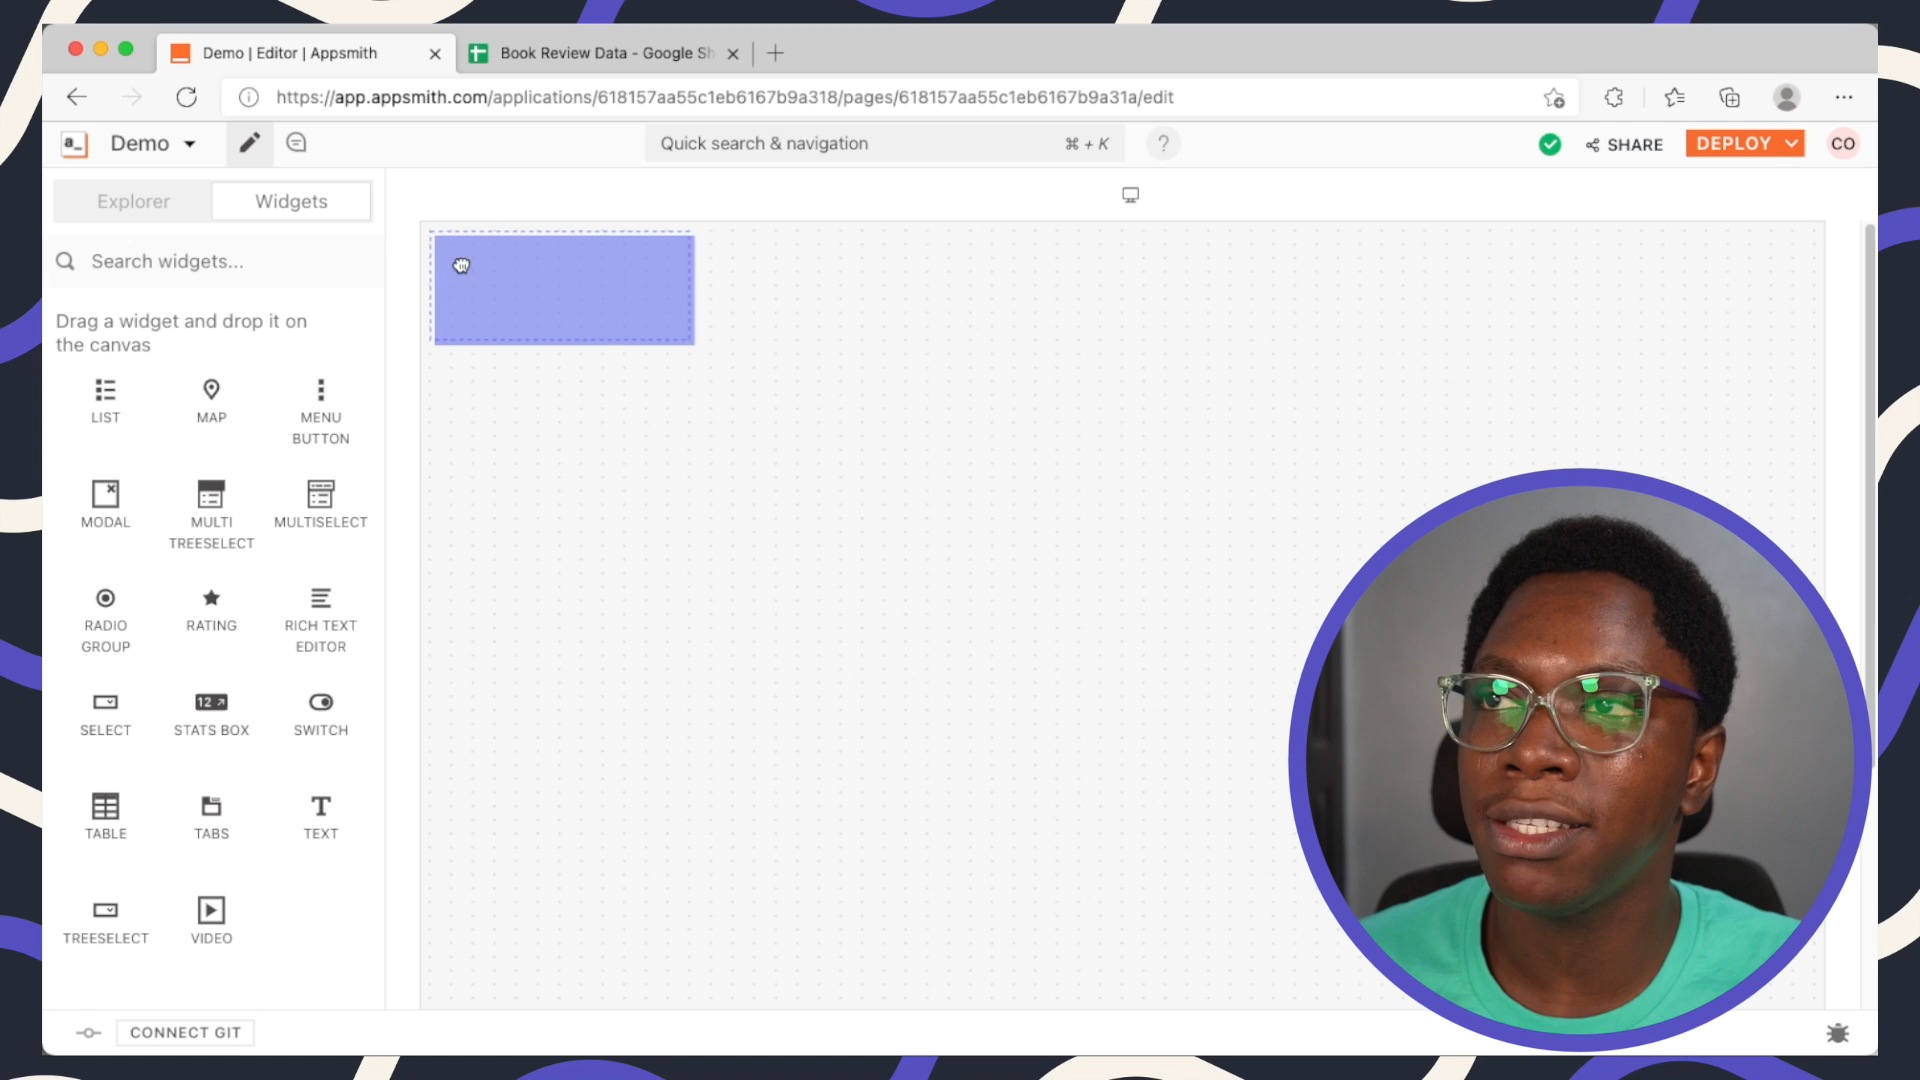 Demo | Editor | Appsmith
Book Review Data - Google Sh
https://app.appsmith.com/applications/618157aa55c1eb6167b9a318/pages/618157aa55c1eb6167b9a31a/edit
a_ Demo
Quick search & navigation ⌘ + K ?
SHARE DEPLOY CO
Explorer Widgets
Search widgets...
Drag a widget and drop it on
the canvas
LIST MAP MENU
BUTTON
MODAL MULTI MULTISELECT
TREESELECT
RADIO RATING RICH TEXT
GROUP EDITOR
12
SELECT STATS BOX SWITCH
TABLE TABS TEXT
TREESELECT VIDEO
CONNECT GIT